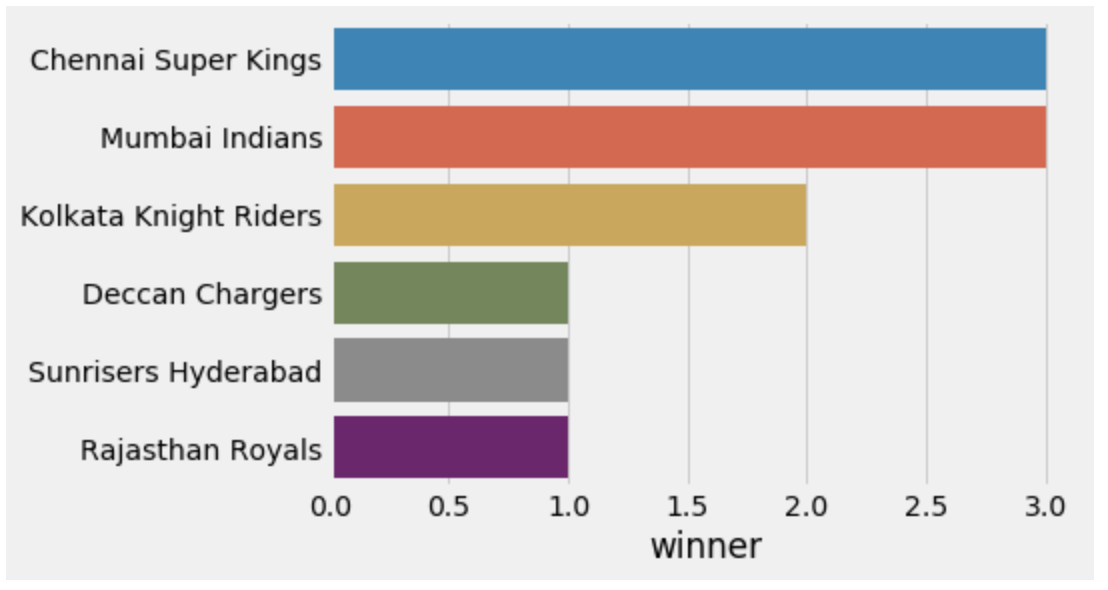 Chennai Super Kings
Mumbai Indians
Kolkata Knight Riders
Deccan Chargers
Sunrisers Hyderabad
Rajasthan Royals
0.0 0.5 1.0 1.5 2.0 2.5 3.0
winner